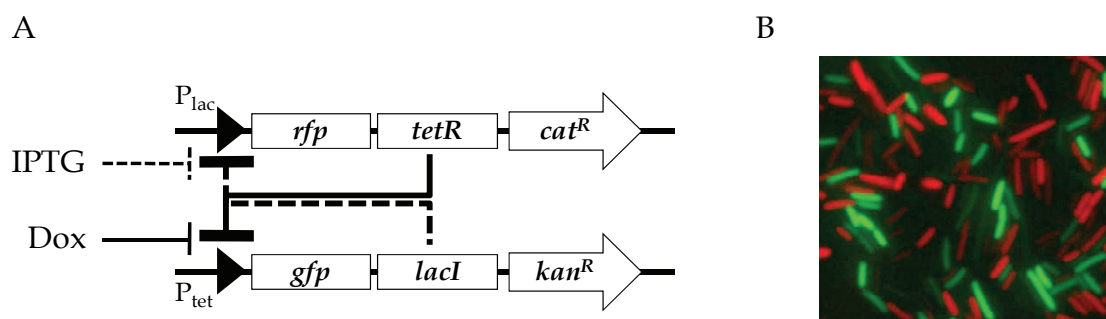 A
B
P_lac
rfp tetR cat^R
IPTG
Dox
gfp lacI kan^R
P_tet